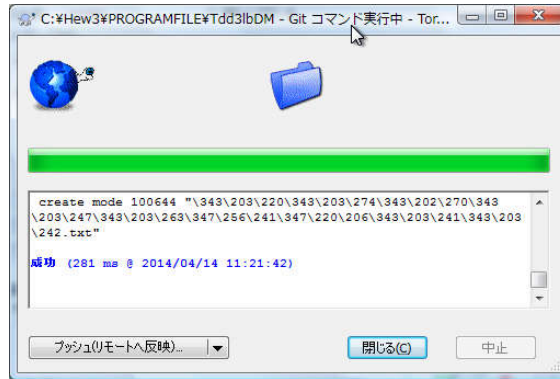 C:¥Hew3¥PROGRAMFILE¥Tdd3lbDM - Git コマンド実行中 - Tor...
create mode 100644 "\343\203\220\343\203\274\343\202\270\343
\203\247\343\203\263\347\256\241\347\220\206\343\203\241\343\203
\242.txt"
成功 (281 ms @ 2014/04/14 11:21:42)
プッシュ(リモートへ反映)...
閉じる(C)
中止